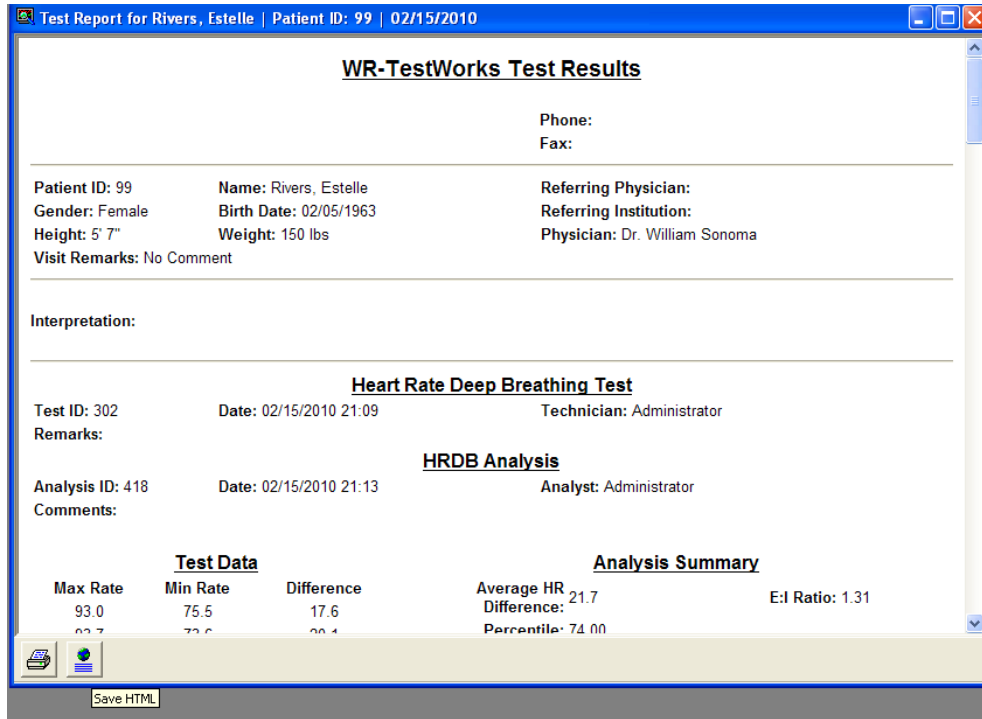 Test Report for Rivers, Estelle | Patient ID: 99 | 02/15/2010
WR-TestWorks Test Results
Phone:
Fax:
Patient ID: 99 Name: Rivers, Estelle Referring Physician:
Gender: Female Birth Date: 02/05/1963 Referring Institution:
Height: 5' 7" Weight: 150 lbs Physician: Dr. William Sonoma
Visit Remarks: No Comment
Interpretation:
Heart Rate Deep Breathing Test
Test ID: 302 Date: 02/15/2010 21:09 Technician: Administrator
Remarks:
HRDB Analysis
Analysis ID: 418 Date: 02/15/2010 21:13 Analyst: Administrator
Comments:
Test Data Analysis Summary
Max Rate Min Rate Difference Average HR Difference: 21.7 E:I Ratio: 1.31
93.0 75.5 17.6
Percentile: 74.00
Save HTML